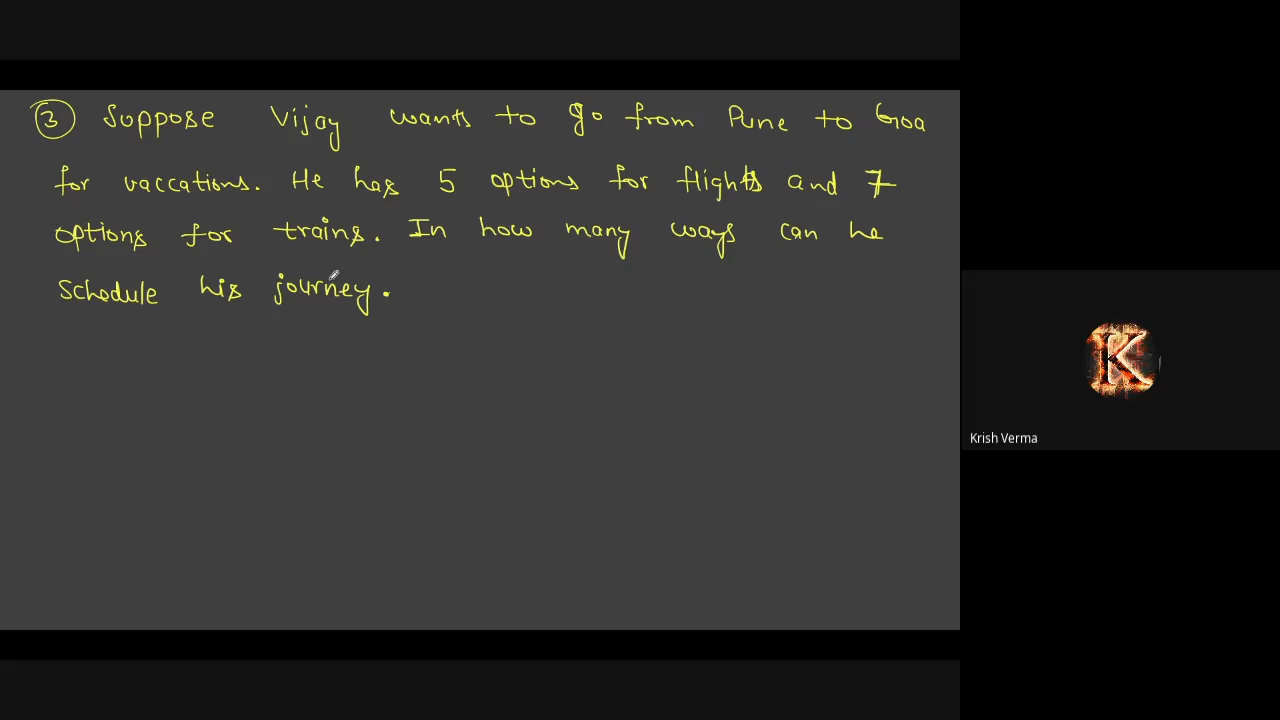 3 Suppose Vijay wants to go from Pune to Goa
for vaccations. He has 5 options for flights and 7
options for trains. In how many ways can he
schedule his journey.
K
Krish Verma